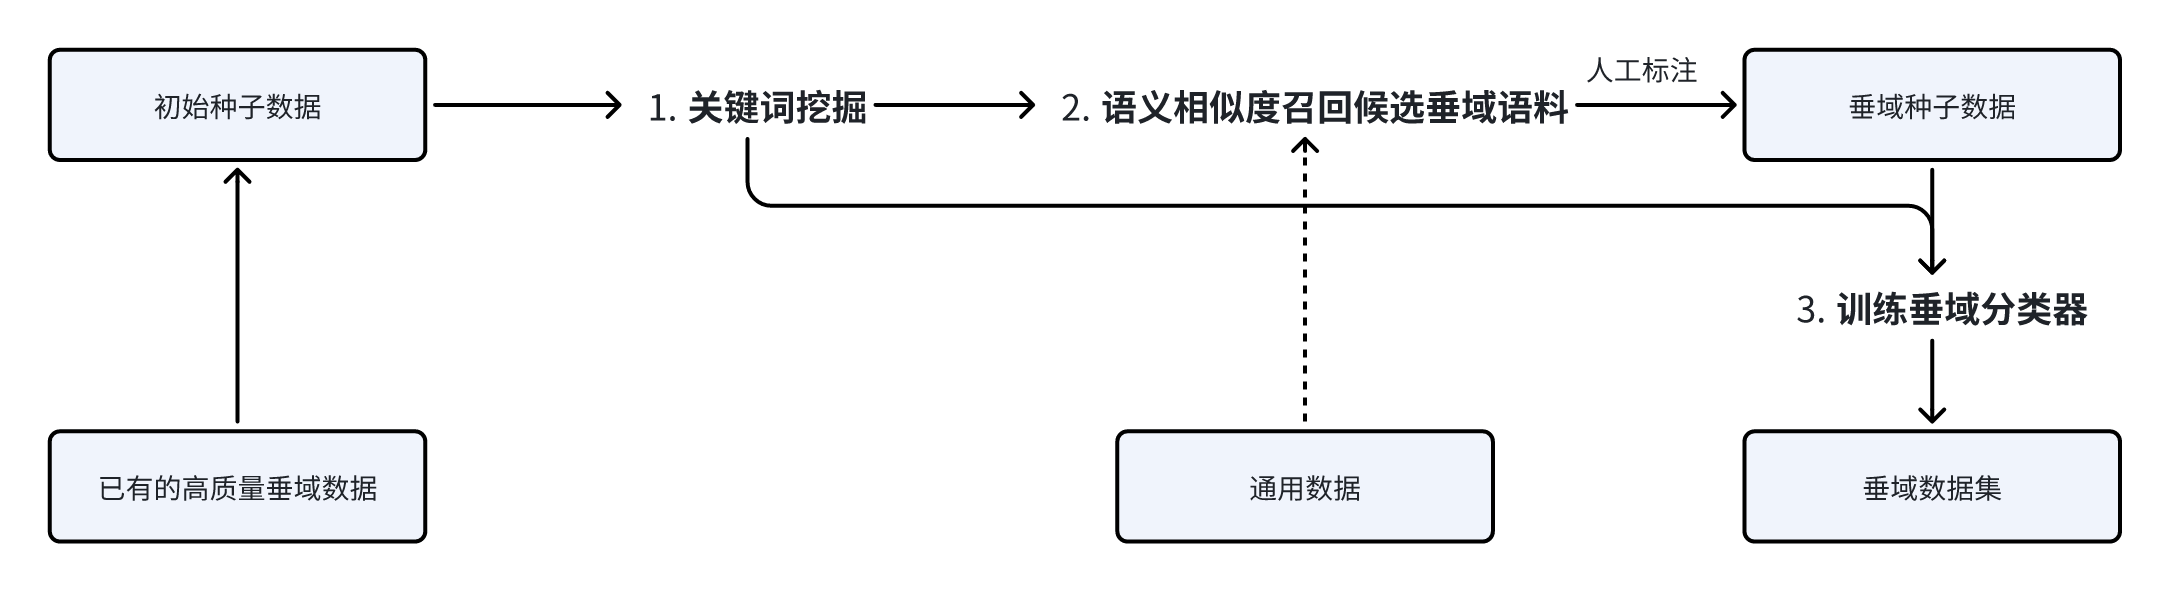 初始种子数据
1. 关键词挖掘
2. 语义相似度召回候选垂域语料
人工标注
垂域种子数据
3. 训练垂域分类器
已有的高质量垂域数据
通用数据
垂域数据集